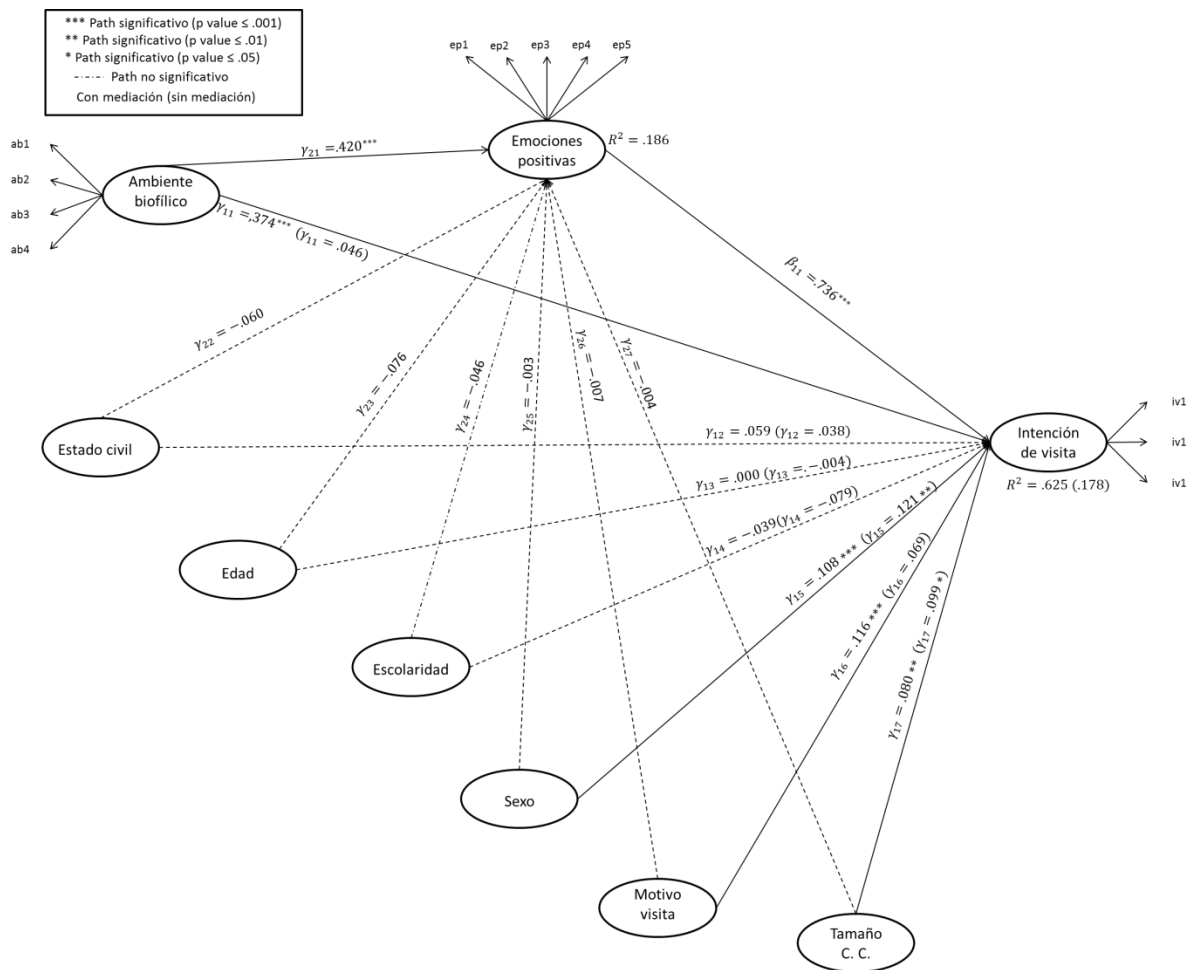 *** Path significativo (p value ≤ .001)
** Path significativo (p value ≤ .01)
* Path significativo (p value ≤ .05)
Path no significativo
Con mediación (sin mediación)
ep1 ep2 ep3 ep4 ep5
Emociones
positivas
R² = .186
ab1
ab2
ab3
ab4
Ambiente
biofílico
γ₂₁ = .420***
γ₁₁ = ,374*** (γ₁₁ = .046)
β₁₁ = .736***
γ₂₂ = −.060
γ₂₃ = −.076
γ₂₄ = −.046
γ₂₅ = −.003
γ₂₆ = −.007
γ₂₇ = −.004
Estado civil
γ₁₂ = .059 (γ₁₂ = .038)
γ₁₃ = .000 (γ₁₃ = .−.004)
γ₁₄ = −.039(γ₁₄ = −.079)
γ₁₅ = .108 *** (γ₁₅ = .121 **)
γ₁₆ = .116 *** (γ₁₆ = .069)
γ₁₇ = .080 ** (γ₁₇ = .099 *)
Intención
de visita
R² = .625 (.178)
iv1
iv1
iv1
Edad
Escolaridad
Sexo
Motivo
visita
Tamaño
C. C.